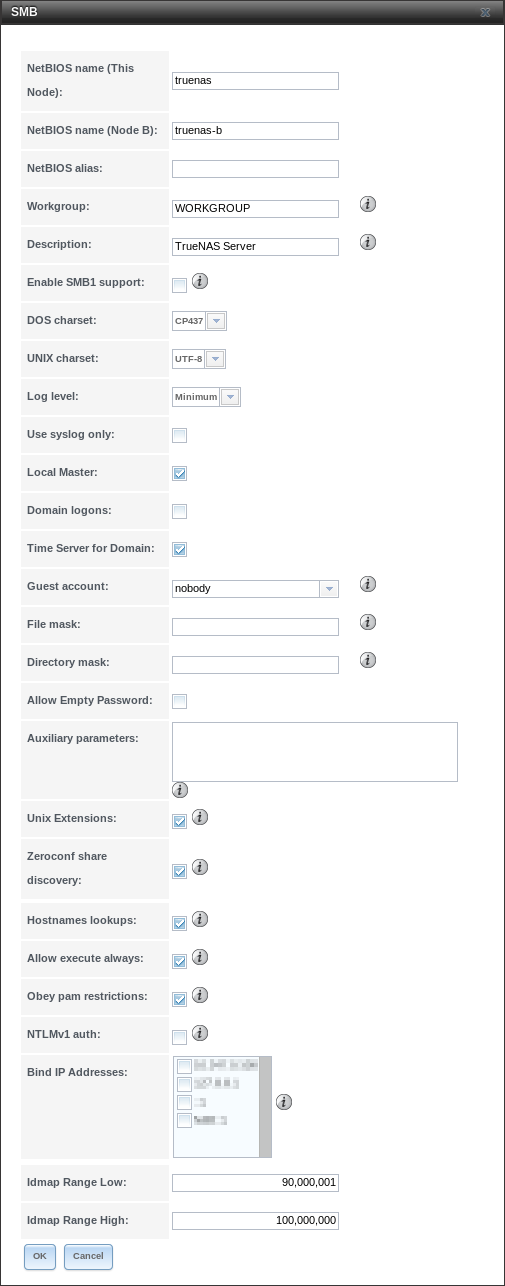 SMB
NetBIOS name (This
Node):
truenas
NetBIOS name (Node B):
truenas-b
NetBIOS alias:
Workgroup:
WORKGROUP
Description:
TrueNAS Server
Enable SMB1 support:
DOS charset:
CP437
UNIX charset:
UTF-8
Log level:
Minimum
Use syslog only:
Local Master:
Domain logons:
Time Server for Domain:
Guest account:
nobody
File mask:
Directory mask:
Allow Empty Password:
Auxiliary parameters:
Unix Extensions:
Zeroconf share
discovery:
Hostnames lookups:
Allow execute always:
Obey pam restrictions:
NTLMv1 auth:
Bind IP Addresses:
Idmap Range Low:
90,000,001
Idmap Range High:
100,000,000
OK
Cancel